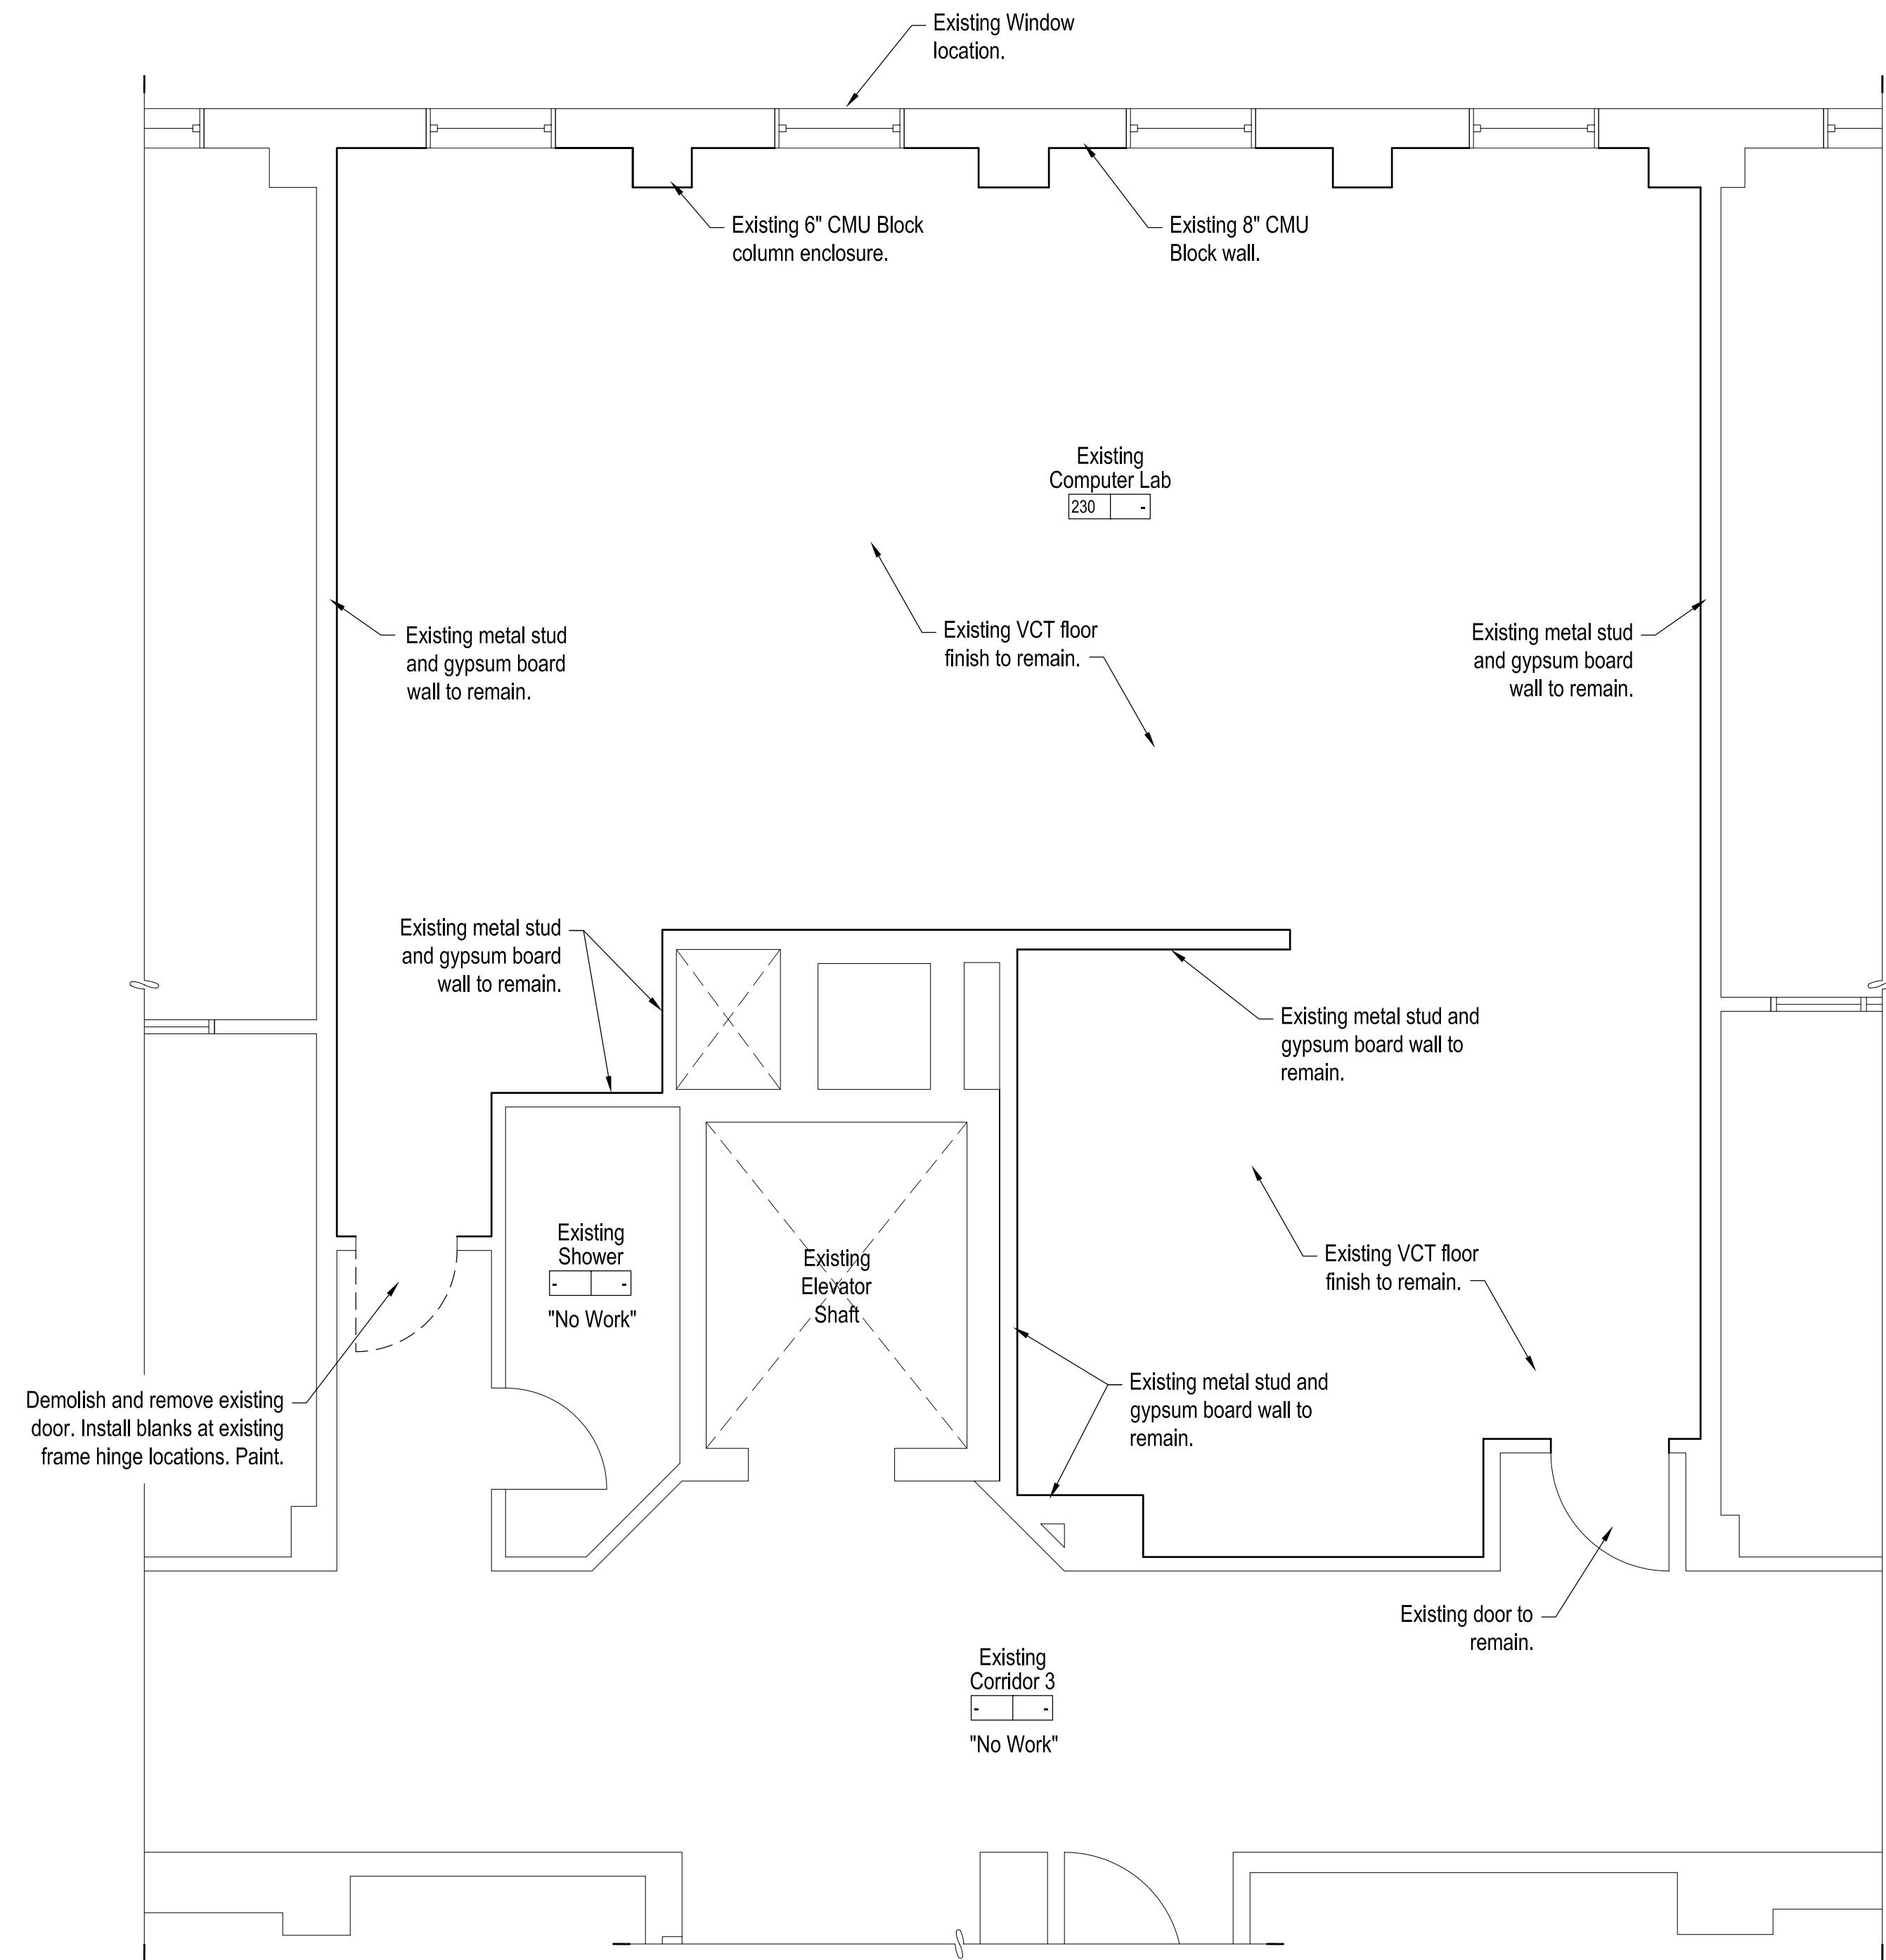 Existing Window
location.
Existing 6" CMU Block
column enclosure.
Existing 8" CMU
Block wall.
Existing
Computer Lab
230 -
Existing metal stud
and gypsum board
wall to remain.
Existing VCT floor
finish to remain.
Existing metal stud
and gypsum board
wall to remain.
Existing metal stud
and gypsum board
wall to remain.
Existing metal stud and
gypsum board wall to
remain.
Existing
Shower
- -
"No Work"
Existing
Elevator
Shaft
Existing VCT floor
finish to remain.
Demolish and remove existing
door. Install blanks at existing
frame hinge locations. Paint.
Existing metal stud and
gypsum board wall to
remain.
Existing door to
remain.
Existing
Corridor 3
- -
"No Work"